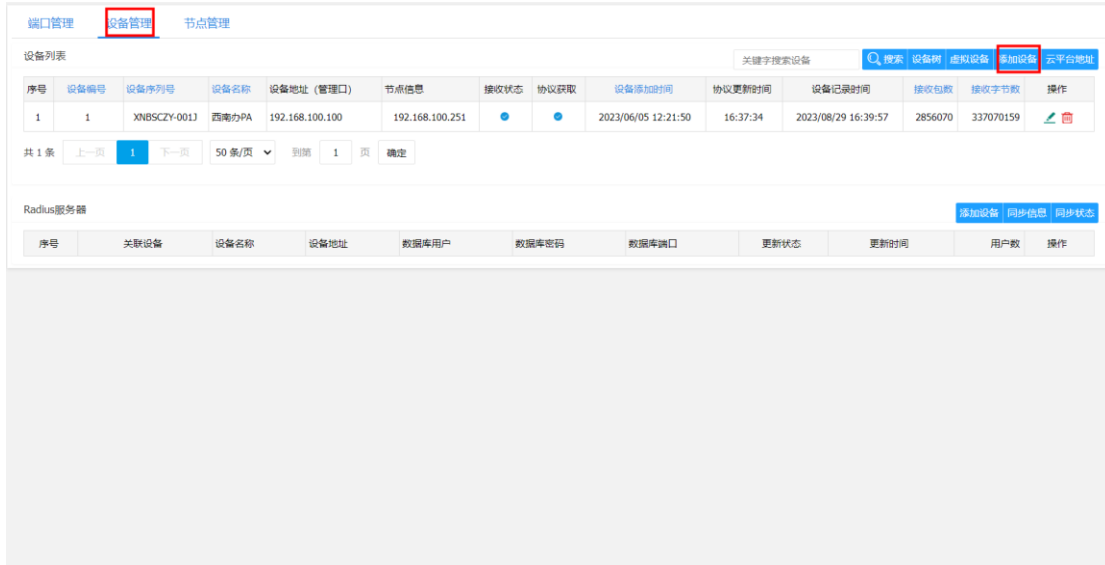 端口管理 设备管理 节点管理
设备列表 关键字搜索设备 搜索 设备树 虚拟设备 添加设备 云平台地址
序号 设备编号 设备序列号 设备名称 设备地址（管理口） 节点信息 接收状态 协议获取 设备添加时间 协议更新时间 设备记录时间 接收包数 接收字节数 操作
1 1 XNBSCZY-001J 西南办PA 192.168.100.100 192.168.100.251 2023/06/05 12:21:50 16:37:34 2023/08/29 16:39:57 2856070 337070159
共 1 条 上一页 1 下一页 50 条/页 到第 1 页 确定
Radius服务器 添加设备 同步信息 同步状态
序号 关联设备 设备名称 设备地址 数据库用户 数据库密码 数据库端口 更新状态 更新时间 用户数 操作